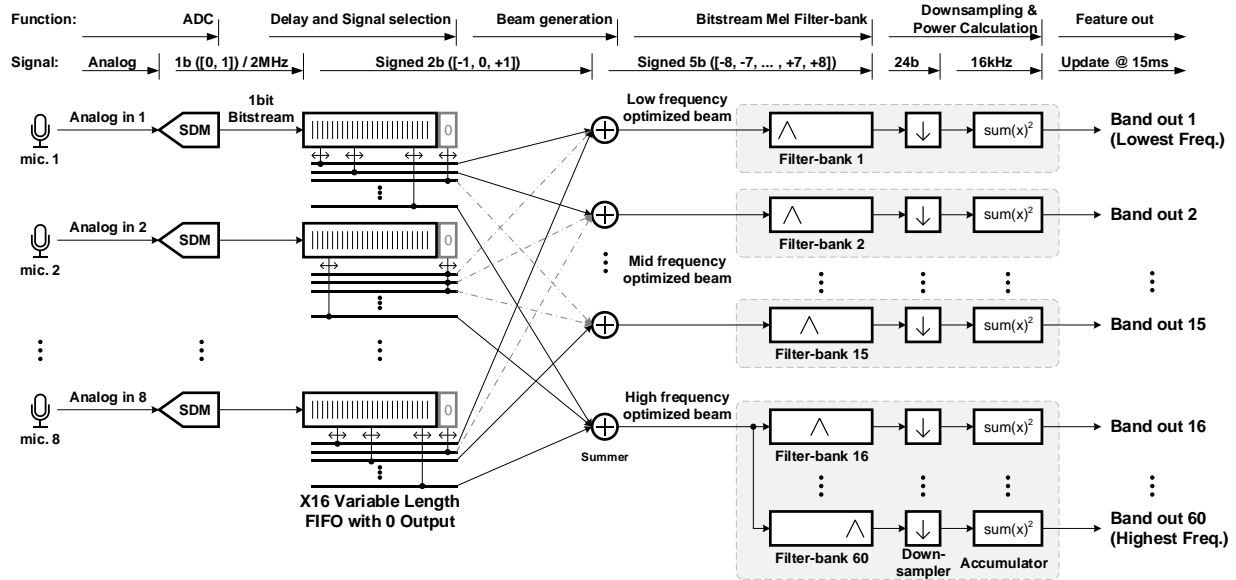 Function:
ADC
Delay and Signal selection
Beam generation
Bitstream Mel Filter-bank
Downsampling &
Power Calculation
Feature out
Signal:
Analog
1b ([0, 1]) / 2MHz
Signed 2b ([-1, 0, +1])
Signed 5b ([-8, -7, ... , +7, +8])
24b
16kHz
Update @ 15ms
mic. 1
Analog in 1
SDM
1bit
Bitstream
0
Low frequency
optimized beam
Filter-bank 1
sum(x)²
Band out 1
(Lowest Freq.)
mic. 2
Analog in 2
SDM
0
Filter-bank 2
sum(x)²
Band out 2
Mid frequency
optimized beam
Filter-bank 15
sum(x)²
Band out 15
mic. 8
Analog in 8
SDM
0
X16 Variable Length
FIFO with 0 Output
High frequency
optimized beam
Summer
Filter-bank 16
sum(x)²
Band out 16
Filter-bank 60
Down-
sampler
sum(x)²
Accumulator
Band out 60
(Highest Freq.)